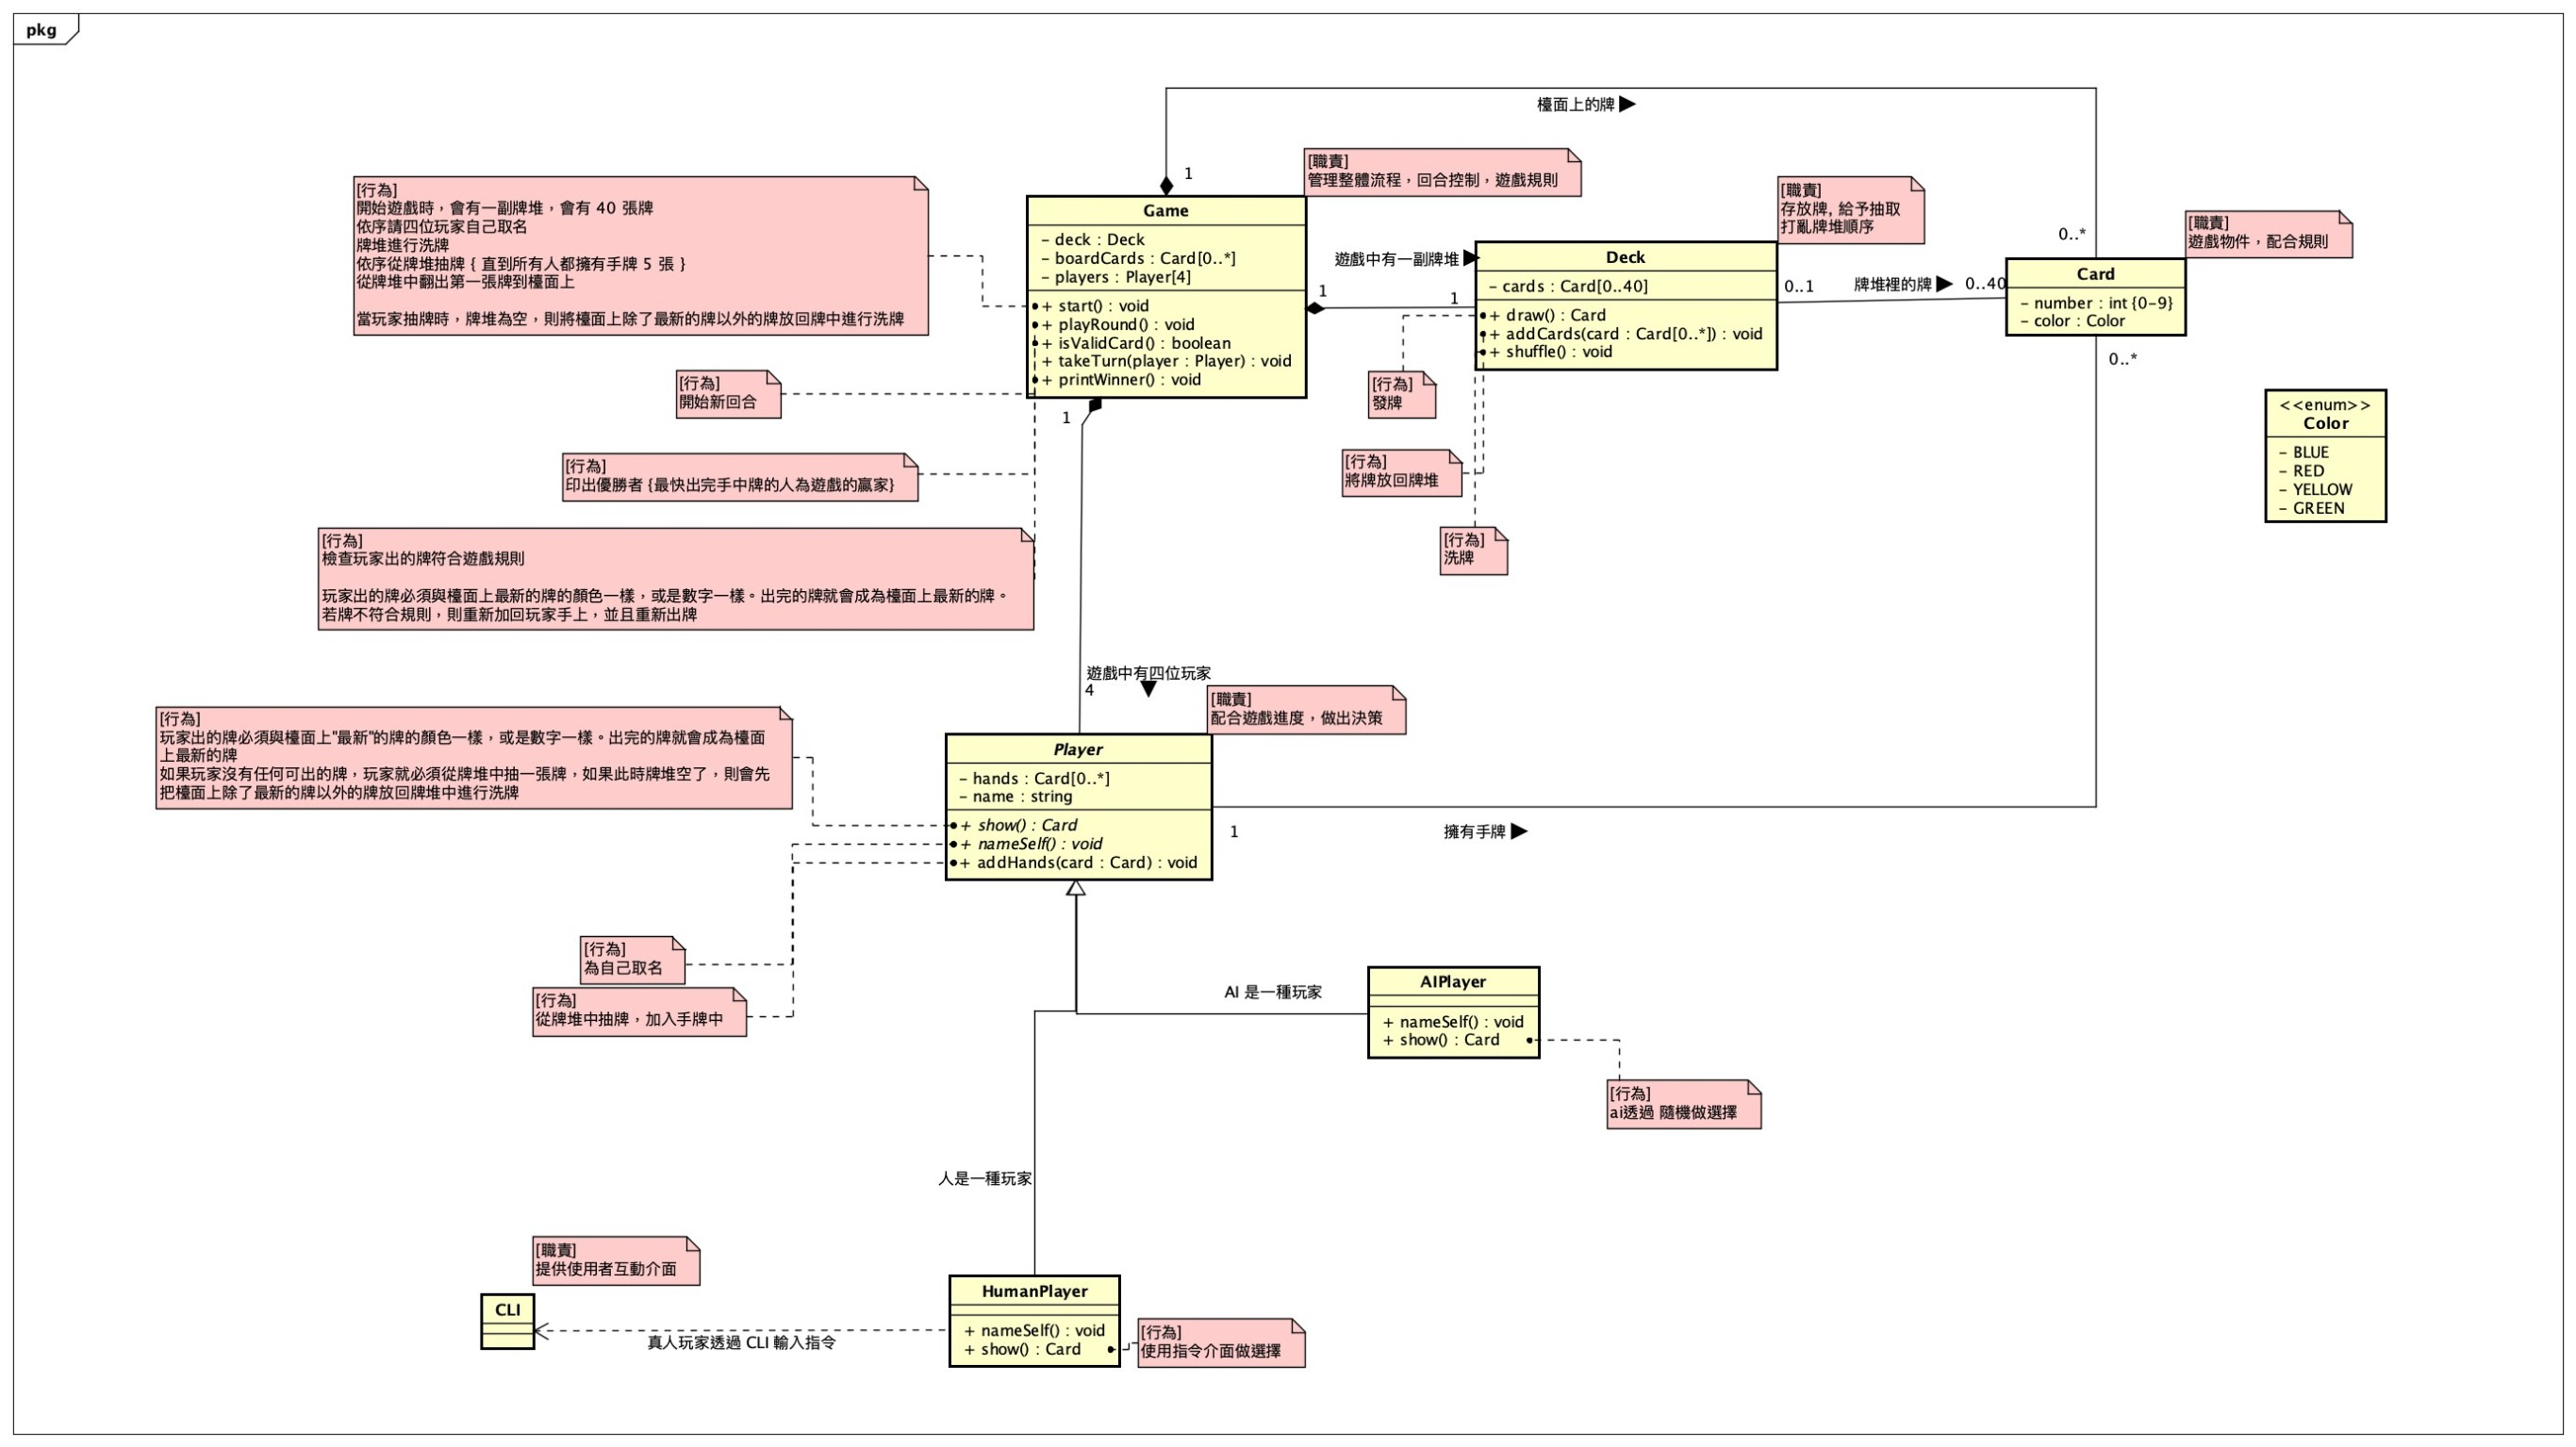 pkg
檯面上的牌 ▶
1
[職責]
管理整體流程，回合控制，遊戲規則
[行為]
開始遊戲時，會有一副牌堆，會有 40 張牌
依序請四位玩家自己取名
牌堆進行洗牌
依序從牌堆抽牌 { 直到所有人都擁有手牌 5 張 }
從牌堆中翻出第一張牌到檯面上
當玩家抽牌時，牌堆為空，則將檯面上除了最新的牌以外的牌放回牌中進行洗牌
Game
- deck : Deck
- boardCards : Card[0..*]
- players : Player[4]
+ start() : void
+ playRound() : void
+ isValidCard() : boolean
+ takeTurn(player : Player) : void
+ printWinner() : void
遊戲中有一副牌堆 ▶
1
1
[職責]
存放牌, 給予抽取
打亂牌堆順序
Deck
- cards : Card[0..40]
+ draw() : Card
+ addCards(card : Card[0..*]) : void
+ shuffle() : void
0..1
牌堆裡的牌 ▶
0..40
0..*
[職責]
遊戲物件，配合規則
Card
- number : int {0-9}
- color : Color
0..*
<<enum>>
Color
- BLUE
- RED
- YELLOW
- GREEN
[行為]
開始新回合
[行為]
發牌
1
[行為]
印出優勝者 {最快出完手中牌的人為遊戲的贏家}
[行為]
將牌放回牌堆
[行為]
洗牌
[行為]
檢查玩家出的牌符合遊戲規則
玩家出的牌必須與檯面上最新的牌的顏色一樣，或是數字一樣。出完的牌就會成為檯面上最新的牌。
若牌不符合規則，則重新加回玩家手上，並且重新出牌
遊戲中有四位玩家
4
▼
[職責]
配合遊戲進度，做出決策
[行為]
玩家出的牌必須與檯面上"最新"的牌的顏色一樣，或是數字一樣。出完的牌就會成為檯面
上最新的牌
如果玩家沒有任何可出的牌，玩家就必須從牌堆中抽一張牌，如果此時牌堆空了，則會先
把檯面上除了最新的牌以外的牌放回牌堆中進行洗牌
Player
- hands : Card[0..*]
- name : string
+ show() : Card
+ nameSelf() : void
+ addHands(card : Card) : void
1
擁有手牌 ▶
[行為]
為自己取名
[行為]
從牌堆中抽牌，加入手牌中
AI 是一種玩家
AIPlayer
+ nameSelf() : void
+ show() : Card
[行為]
ai透過 隨機做選擇
人是一種玩家
[職責]
提供使用者互動介面
CLI
真人玩家透過 CLI 輸入指令
HumanPlayer
+ nameSelf() : void
+ show() : Card
[行為]
使用指令介面做選擇